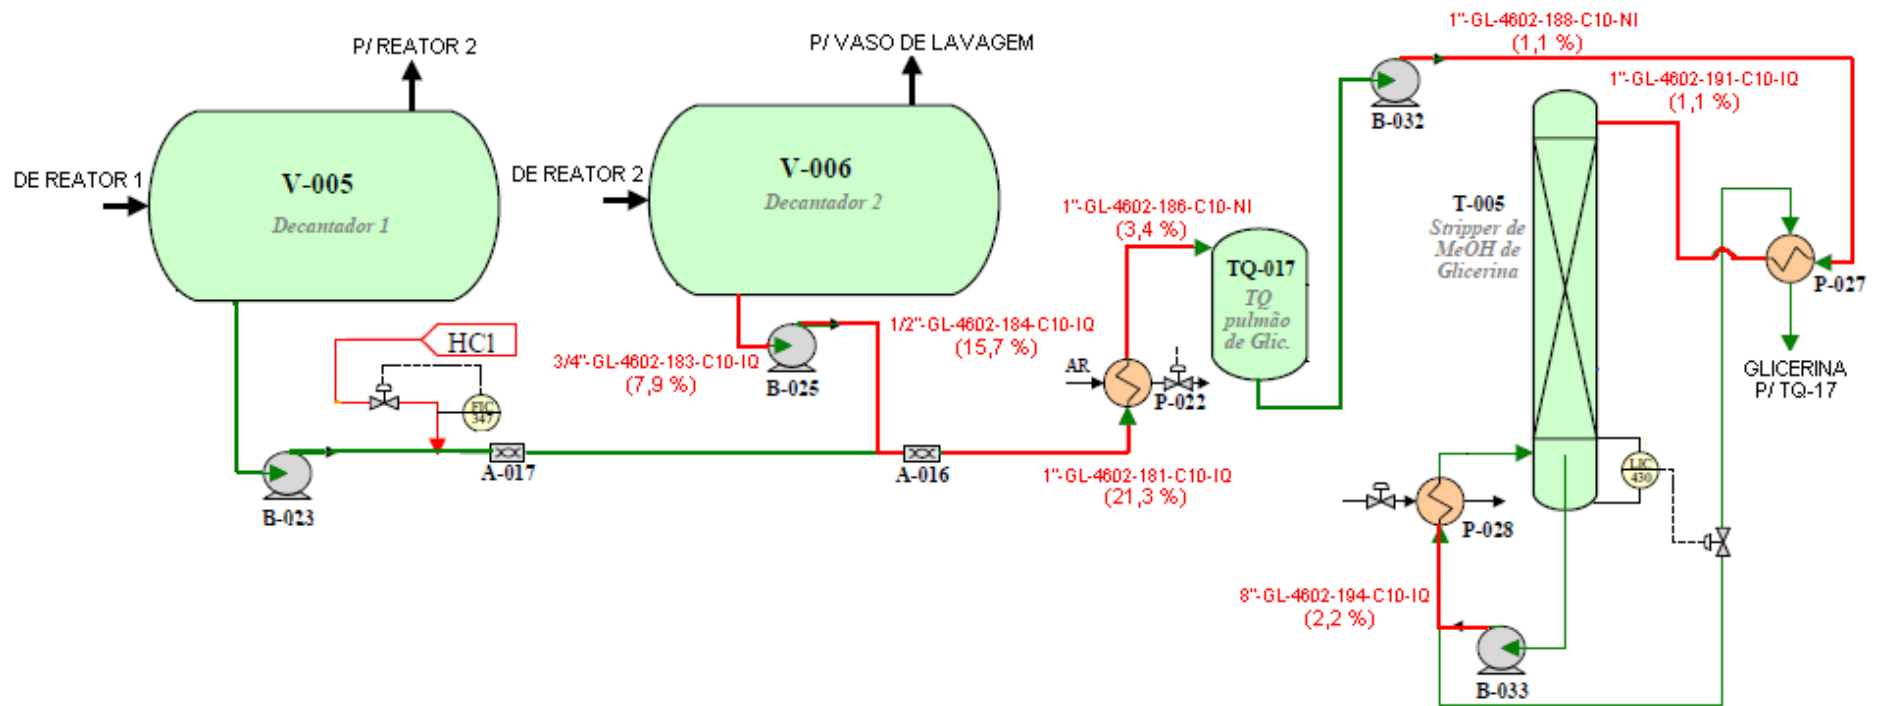 P/ REATOR 2
P/ VASO DE LAVAGEM
1"-GL-4602-188-C10-NI
(1,1 %)
1"-GL-4602-191-C10-IQ
(1,1 %)
B-032
DE REATOR 1
V-005
Decantador 1
DE REATOR 2
V-006
Decantador 2
1"-GL-4602-186-C10-NI
(3,4 %)
T-005
Stripper de
MeOH de
Glicerina
TQ-017
TQ
pulmão
de Glic.
P-027
HC1
3/4"-GL-4602-183-C10-IQ
(7,9 %)
B-025
1/2"-GL-4602-184-C10-IQ
(15,7 %)
AR
P-022
GLICERINA
P/ TQ-17
FIC
347
A-017
A-016
B-023
1"-GL-4602-181-C10-IQ
(21,3 %)
LIC
430
P-028
8"-GL-4602-194-C10-IQ
(2,2 %)
B-033